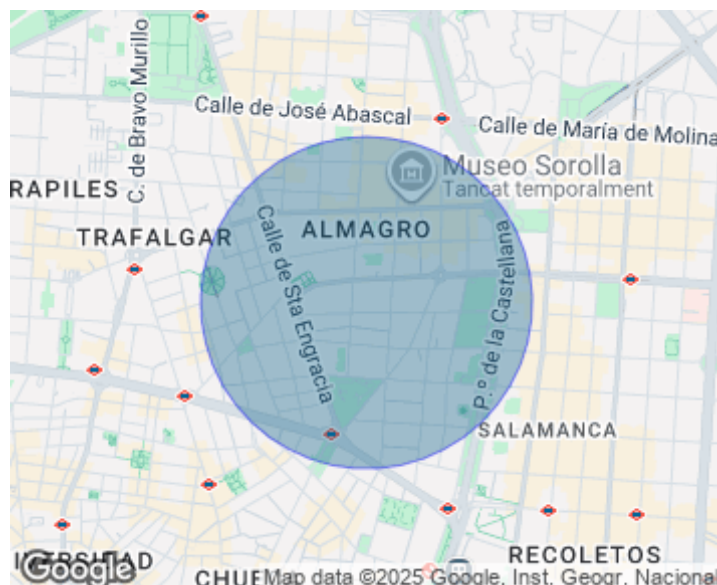 C. de Bravo Murillo
Calle de José Abascal
Calle de María de Molina
Museo Sorolla
Tancat temporalment
RAPILES
TRAFALGAR
ALMAGRO
Calle de Sta Engracia
P.º de la Castellana
SALAMANCA
RECOLETOS
Google
CHUE
Map data ©2025 Google, Inst. Geogr. Nacional